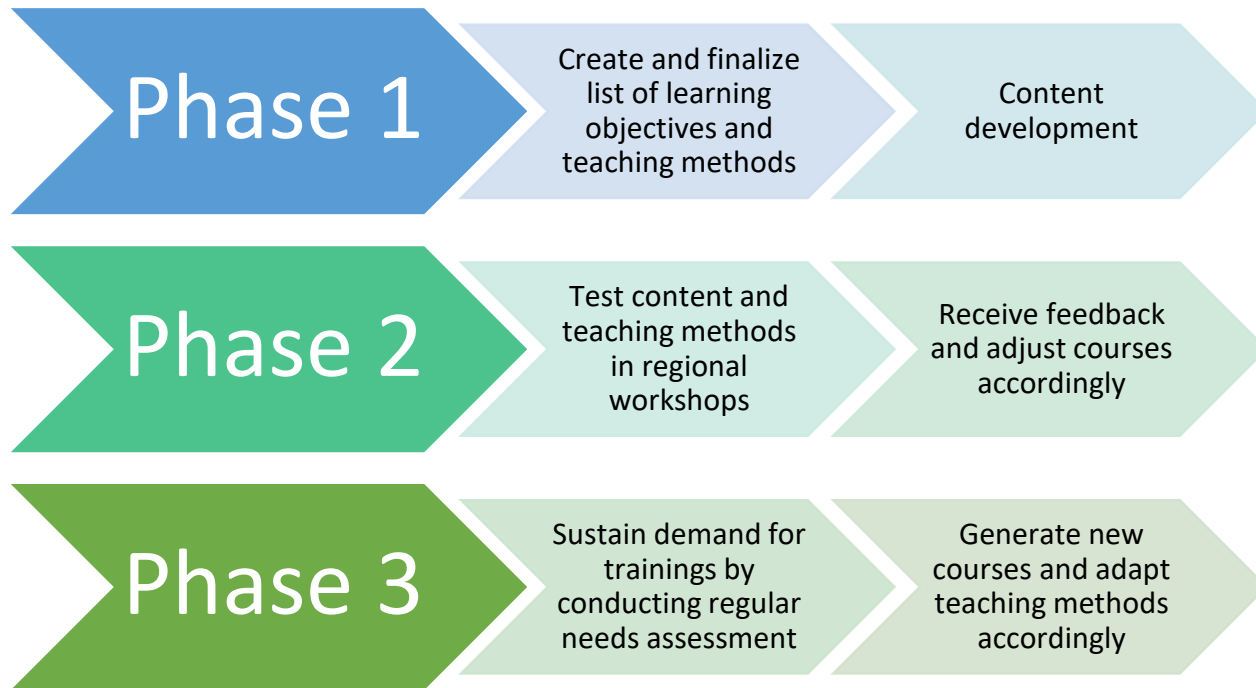 Phase 1
Create and finalize
list of learning
objectives and
teaching methods
Content
development
Phase 2
Test content and
teaching methods
in regional
workshops
Receive feedback
and adjust courses
accordingly
Phase 3
Sustain demand for
trainings by
conducting regular
needs assessment
Generate new
courses and adapt
teaching methods
accordingly